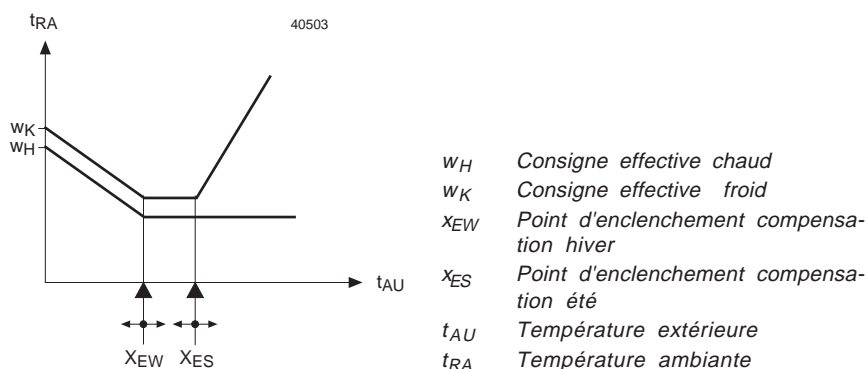 tRA
40503
wK
wH
tAU
XEW XES
wH Consigne effective chaud
wK Consigne effective froid
xEW Point d'enclenchement compensa-
tion hiver
xES Point d'enclenchement compensa-
tion été
tAU Température extérieure
tRA Température ambiante